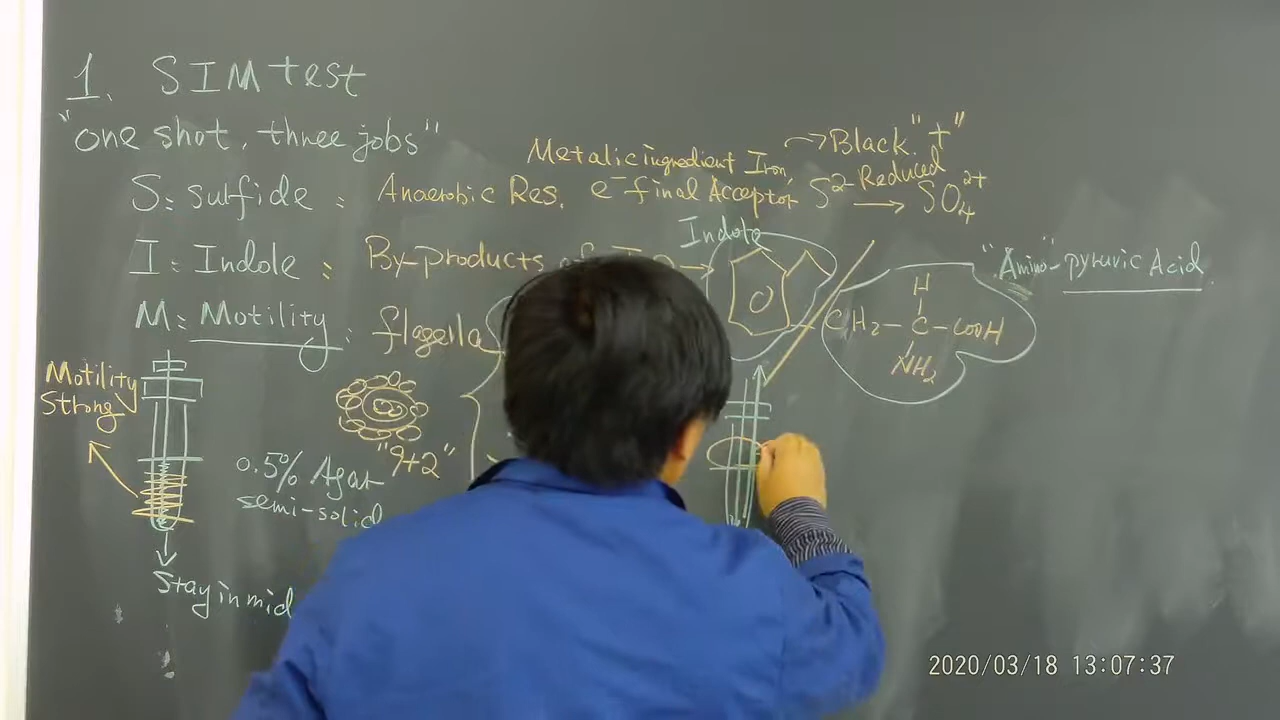 1. SIM test
"one shot, three jobs"
Metalic ingredient Iron, → Black. "+"
S: sulfide : Anaerobic Res. e⁻ final Acceptor S²⁻ Reduced → SO₄²⁺
Indole
I: Indole : By-products of
"Amino"-pyruvic Acid
M: Motility : flagella
H
CH₂-C-COOH
NH₂
Motility
Strong
"9+2"
0.5% Agar
semi-solid
Stay in mid
2020/03/18 13:07:37